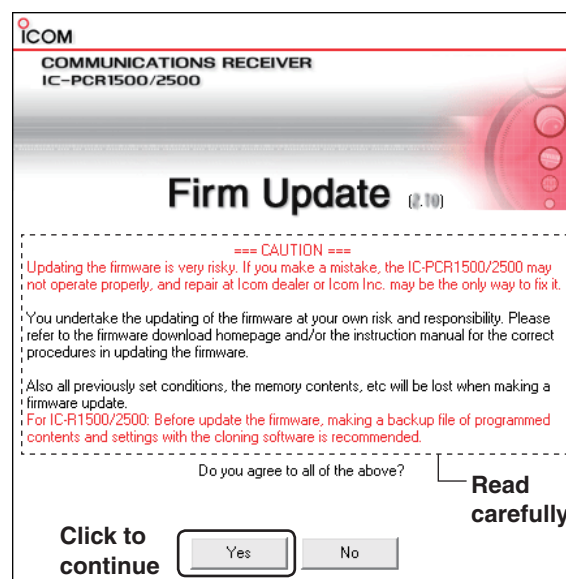 ICOM
COMMUNICATIONS RECEIVER
IC-PCR1500/2500
Firm Update (2.10)
=== CAUTION ===
Updating the firmware is very risky. If you make a mistake, the IC-PCR1500/2500 may
not operate properly, and repair at Icom dealer or Icom Inc. may be the only way to fix it.
You undertake the updating of the firmware at your own risk and responsibility. Please
refer to the firmware download homepage and/or the instruction manual for the correct
procedures in updating the firmware.
Also all previously set conditions, the memory contents, etc will be lost when making a
firmware update.
For IC-R1500/2500: Before update the firmware, making a backup file of programmed
contents and settings with the cloning software is recommended.
Do you agree to all of the above?
Read
carefully
Click to
continue
Yes
No